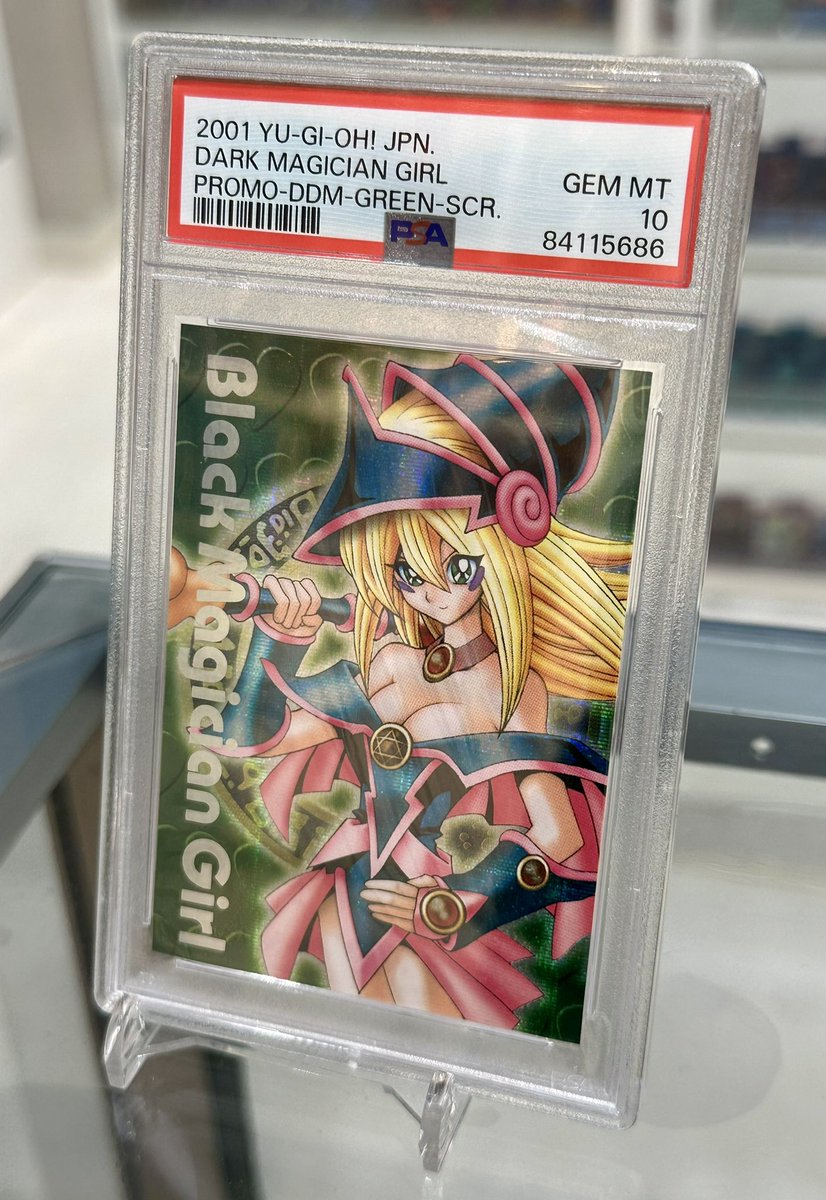 2001 YU-GI-OH! JPN.
DARK MAGICIAN GIRL
PROMO-DDM-GREEN-SCR.
GEM MT
10
84115686
PSA
Black Magician Girl